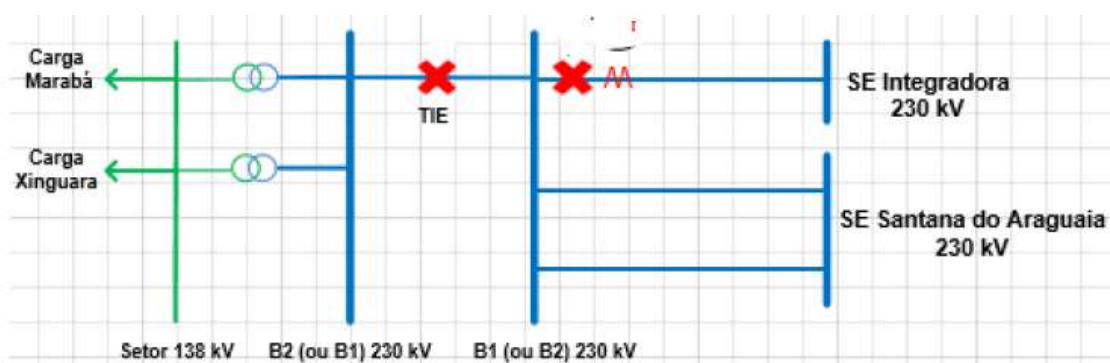 Carga
Marabá
TIE
SE Integradora
230 kV
Carga
Xinguara
SE Santana do Araguaia
230 kV
Setor 138 kV
B2 (ou B1) 230 kV
B1 (ou B2) 230 kV